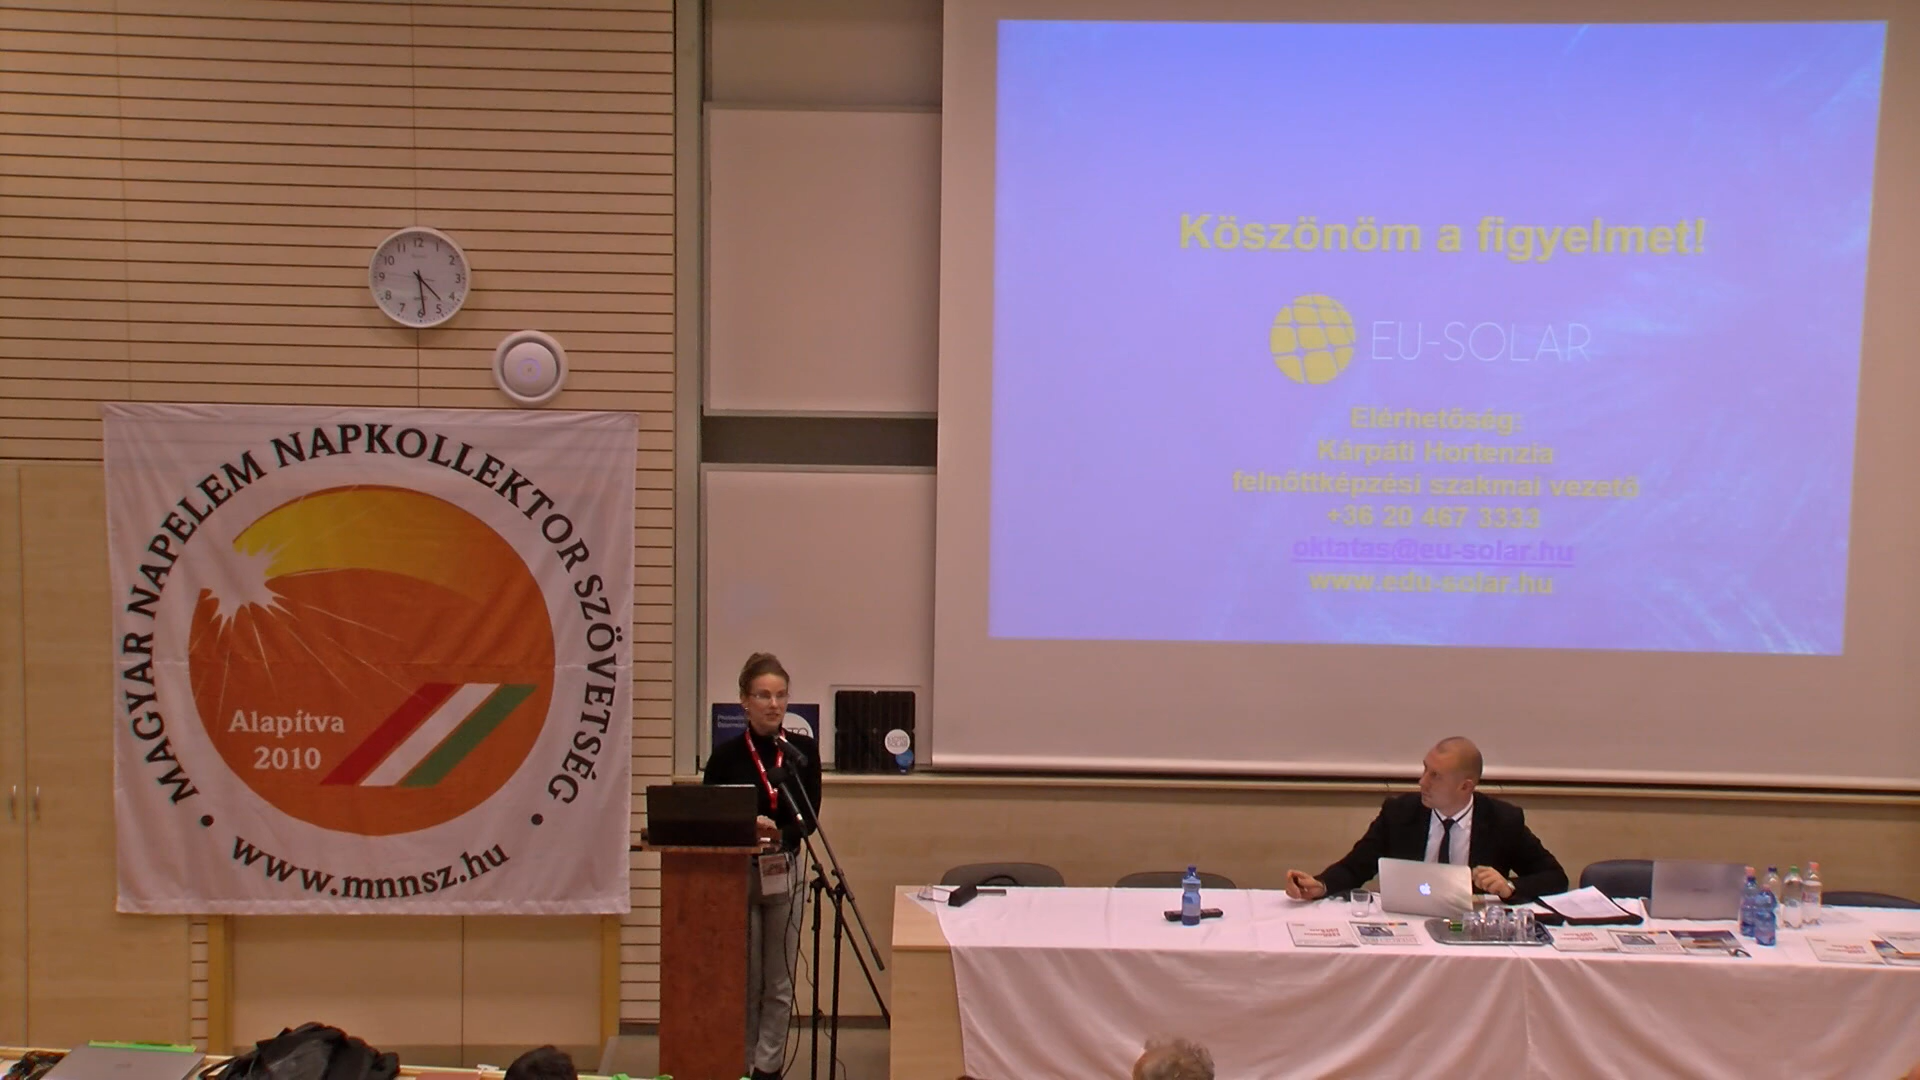 Köszönöm a figyelmet!
EU-SOLAR
Elérhetőség:
Kárpáti Hortenzia
felnőttképzési szakmai vezető
+36 20 467 3333
oktatas@eu-solar.hu
www.edu-solar.hu
MAGYAR NAPELEM NAPKOLLEKTOR SZÖVETSÉG
Alapítva
2010
www.mnnsz.hu